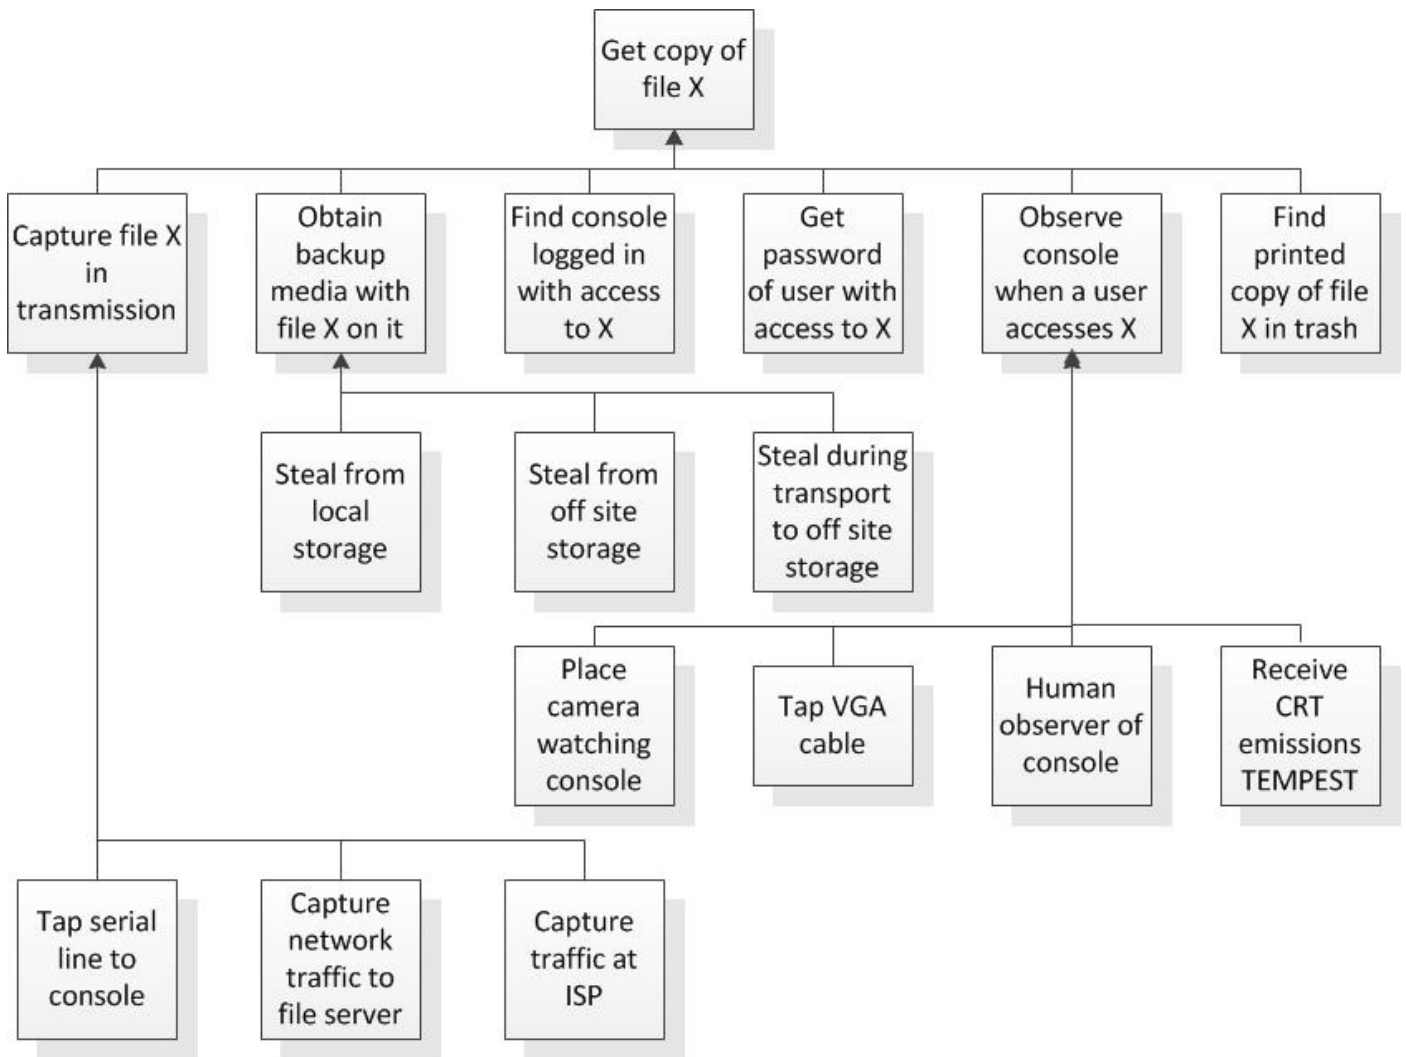 Get copy of
file X
Capture file X
in
transmission
Obtain
backup
media with
file X on it
Find console
logged in
with access
to X
Get
password
of user with
access to X
Observe
console
when a user
accesses X
Find
printed
copy of file
X in trash
Steal from
local
storage
Steal from
off site
storage
Steal during
transport
to off site
storage
Place
camera
watching
console
Tap VGA
cable
Human
observer of
console
Receive
CRT
emissions
TEMPEST
Tap serial
line to
console
Capture
network
traffic to
file server
Capture
traffic at
ISP